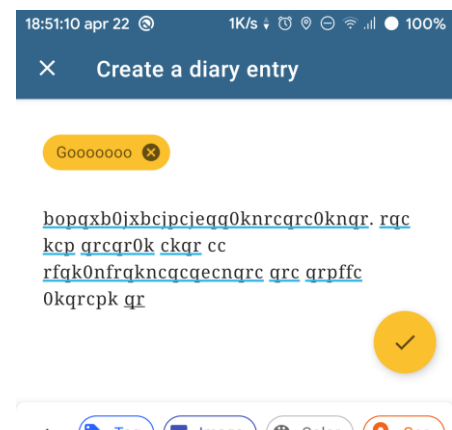 18:51:10 apr 22 1K/s 100%
Create a diary entry
Gooooooo
bopqxb0jxbcjpcjeqq0knrcqrc0knqr. rqc
kcp qrcqr0k ckqr cc
rfqk0nfrqkncqcqecnqrc qrc qrpffc
0kqrcpk qr